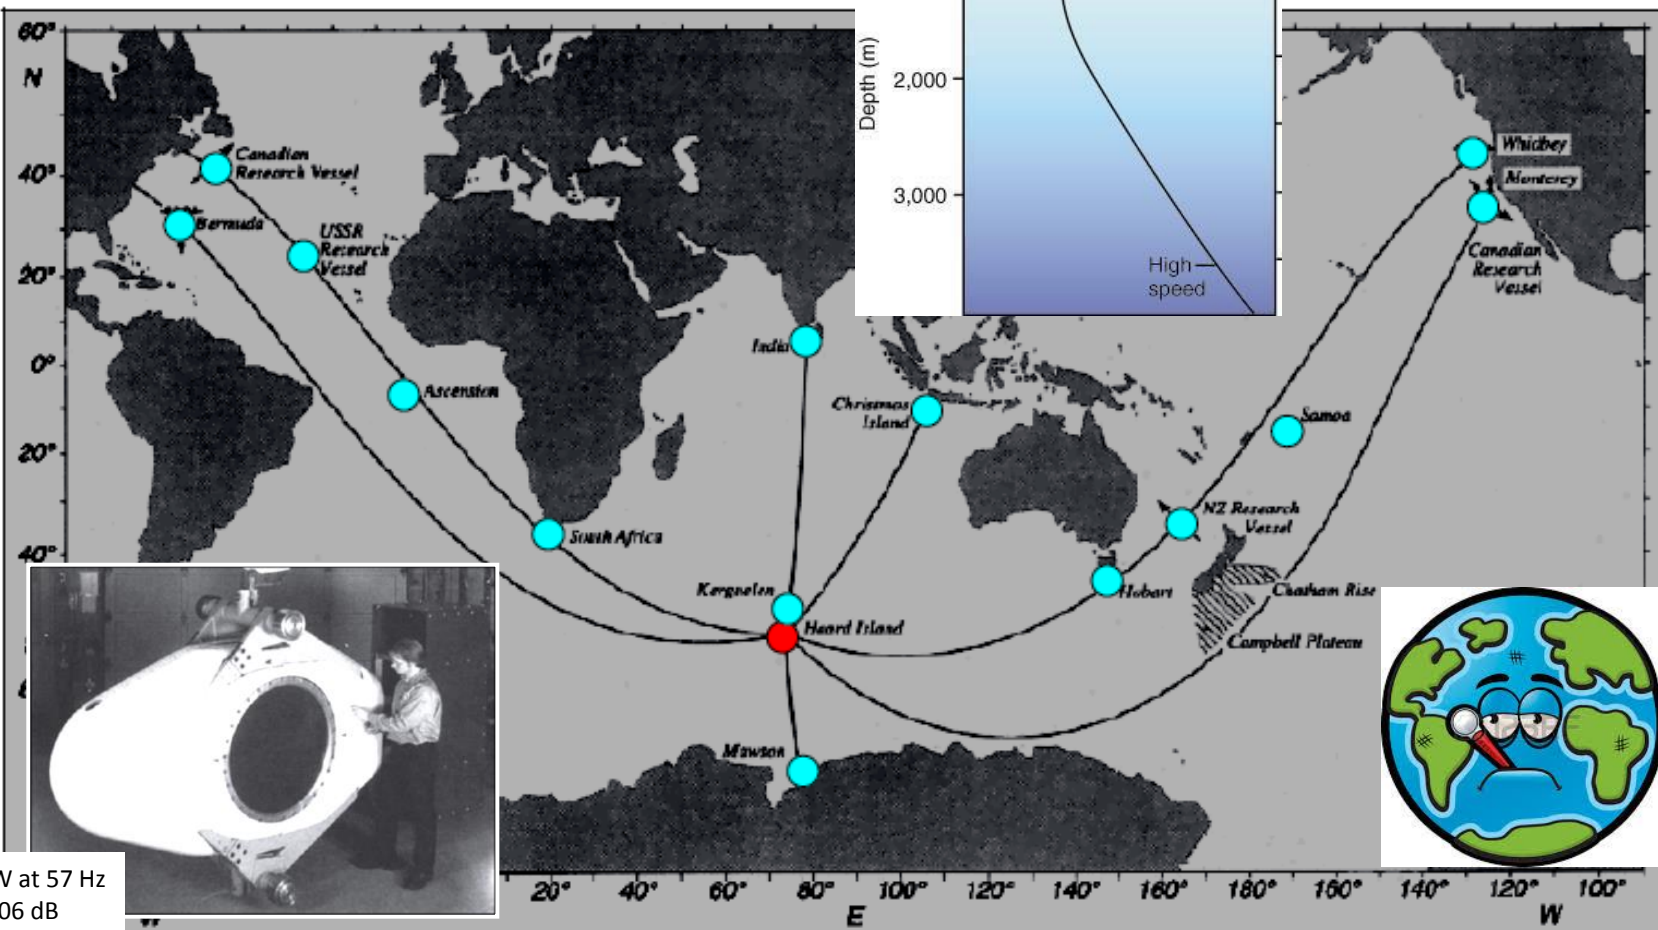 60°
N
40°
20°
0°
20°
40°
Canadian
Research Vessel
Bermuda
USSR
Research
Vessel
Ascension
South Africa
India
Christmas
Island
Kerguelen
Heard Island
Mawson
Hobart
NZ Research
Vessel
Samoa
Chatham Rise
Campbell Plateau
Whidbey
Monterey
Canadian
Research
Vessel
Depth (m)
2,000
3,000
High
speed
W at 57 Hz
06 dB
20° 40° 60° 80° 100° 120° 140° 160° 180° 160° 140° 120° 100°
E
W